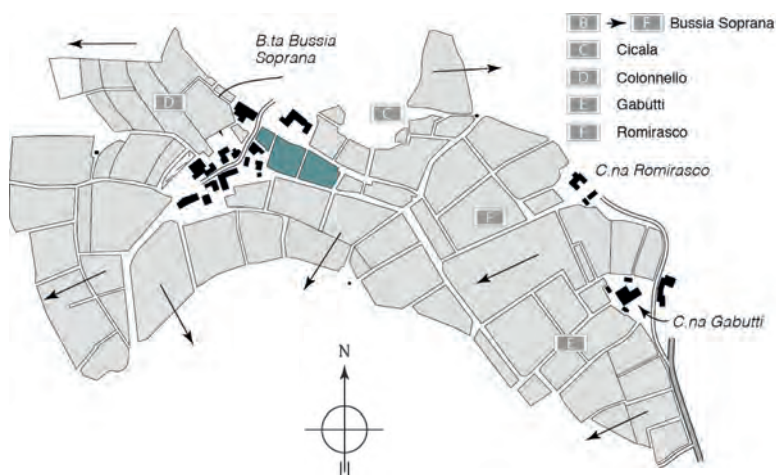 B → F Bussia Soprana
C Cicala
D Colonnello
E Gabutti
F Romirasco
B.ta Bussia
Soprana
D
C
C.na Romirasco
F
C.na Gabutti
E
N